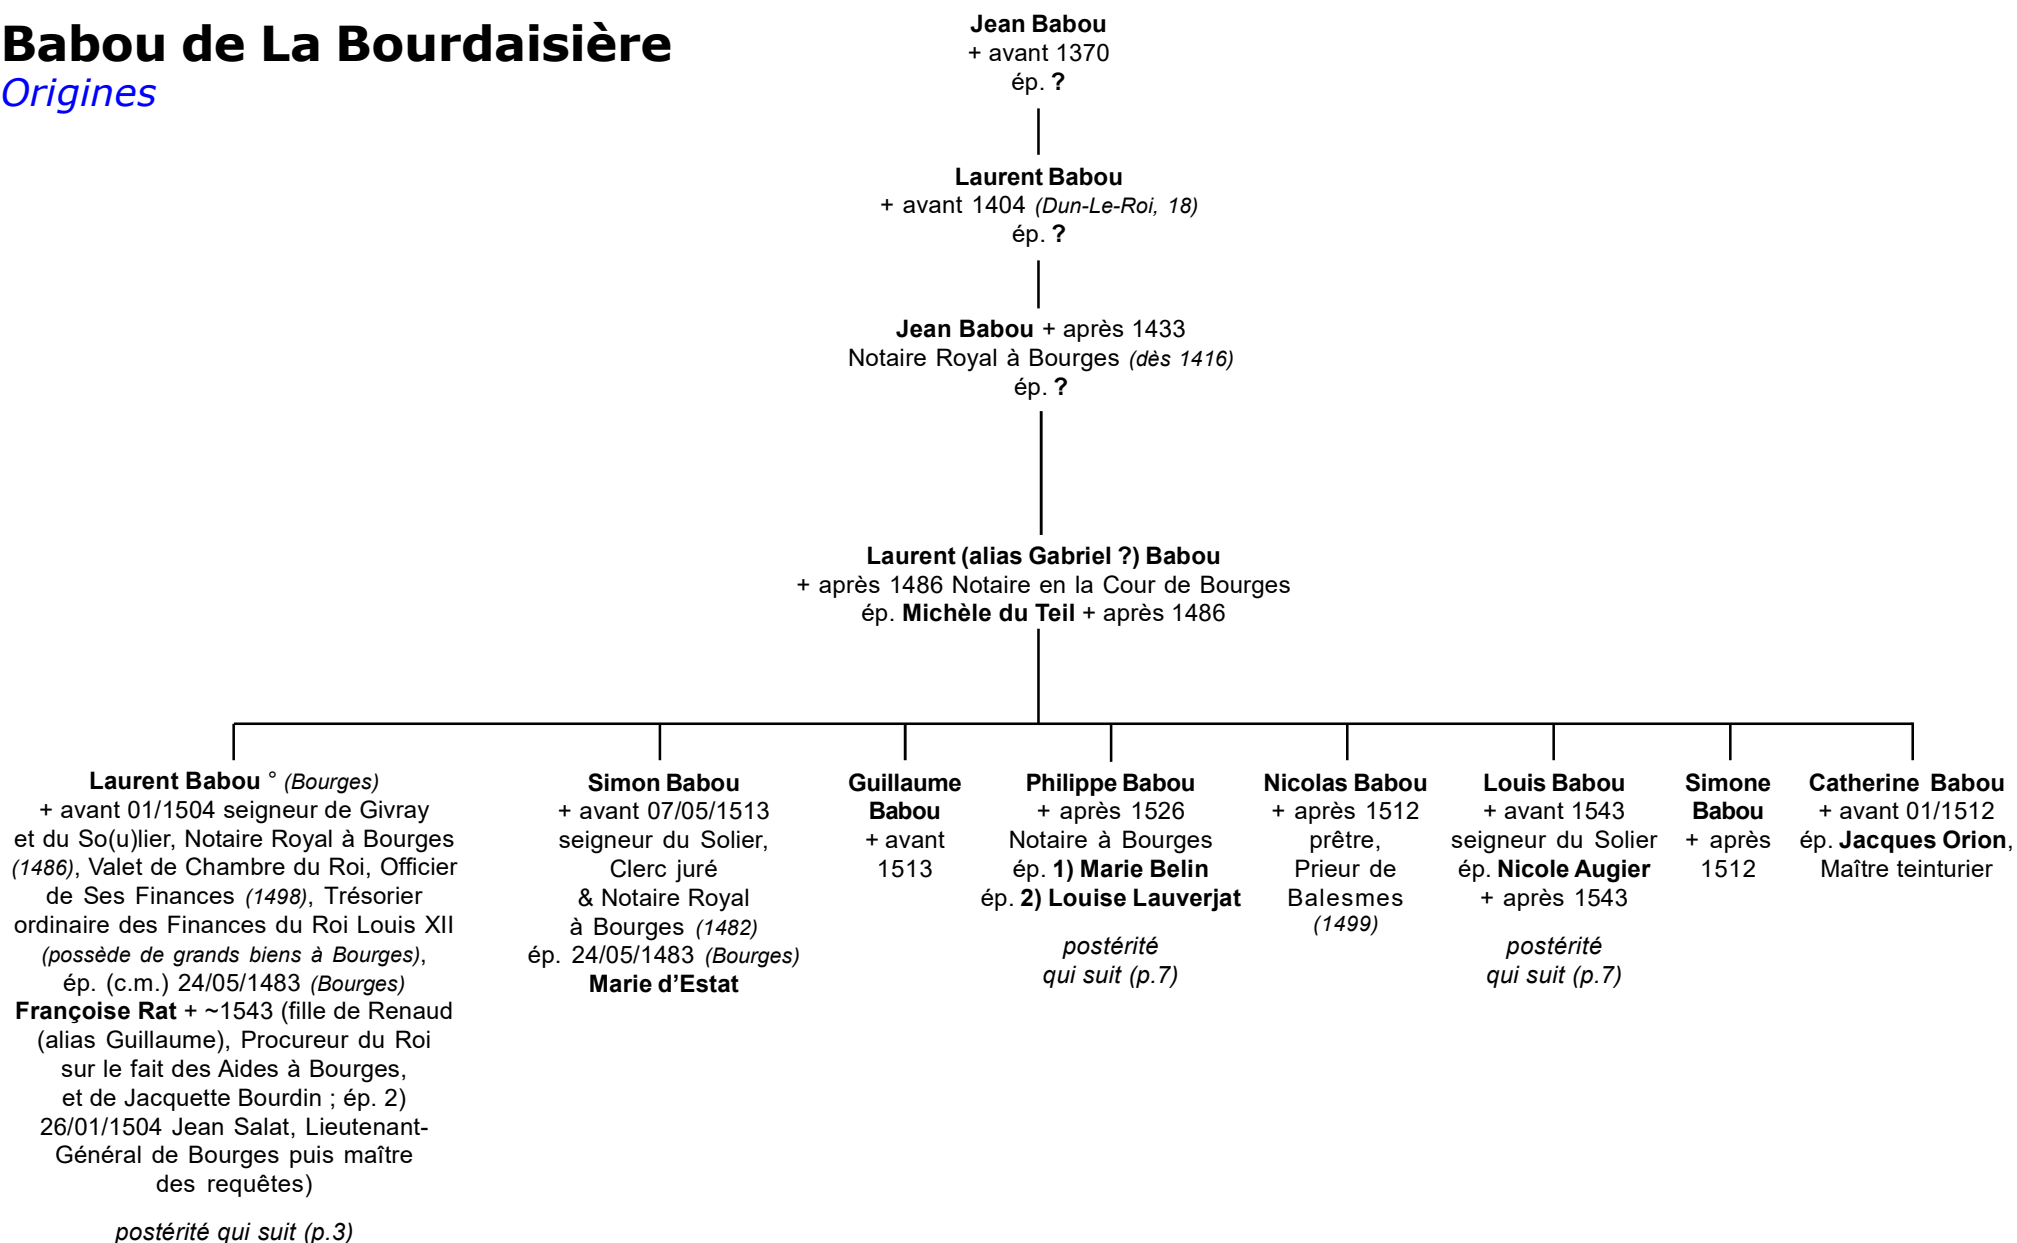 Babou de La Bourdaisière
Origines
Jean Babou
+ avant 1370
ép. ?
Laurent Babou
+ avant 1404 (Dun-Le-Roi, 18)
ép. ?
Jean Babou + après 1433
Notaire Royal à Bourges (dès 1416)
ép. ?
Laurent (alias Gabriel ?) Babou
+ après 1486 Notaire en la Cour de Bourges
ép. Michèle du Teil + après 1486
Laurent Babou ° (Bourges)
+ avant 01/1504 seigneur de Givray
et du So(u)lier, Notaire Royal à Bourges
(1486), Valet de Chambre du Roi, Officier
de Ses Finances (1498), Trésorier
ordinaire des Finances du Roi Louis XII
(possède de grands biens à Bourges),
ép. (c.m.) 24/05/1483 (Bourges)
Françoise Rat + ~1543 (fille de Renaud
(alias Guillaume), Procureur du Roi
sur le fait des Aides à Bourges,
et de Jacquette Bourdin ; ép. 2)
26/01/1504 Jean Salat, Lieutenant-
Général de Bourges puis maître
des requêtes)
postérité qui suit (p.3)
Simon Babou
+ avant 07/05/1513
seigneur du Solier,
Clerc juré
& Notaire Royal
à Bourges (1482)
ép. 24/05/1483 (Bourges)
Marie d’Estat
Guillaume
Babou
+ avant
1513
Philippe Babou
+ après 1526
Notaire à Bourges
ép. 1) Marie Belin
ép. 2) Louise Lauverjat
postérité
qui suit (p.7)
Nicolas Babou
+ après 1512
prêtre,
Prieur de
Balesmes
(1499)
Louis Babou
+ avant 1543
seigneur du Solier
ép. Nicole Augier
+ après 1543
postérité
qui suit (p.7)
Simone
Babou
+ après
1512
Catherine Babou
+ avant 01/1512
ép. Jacques Orion,
Maître teinturier